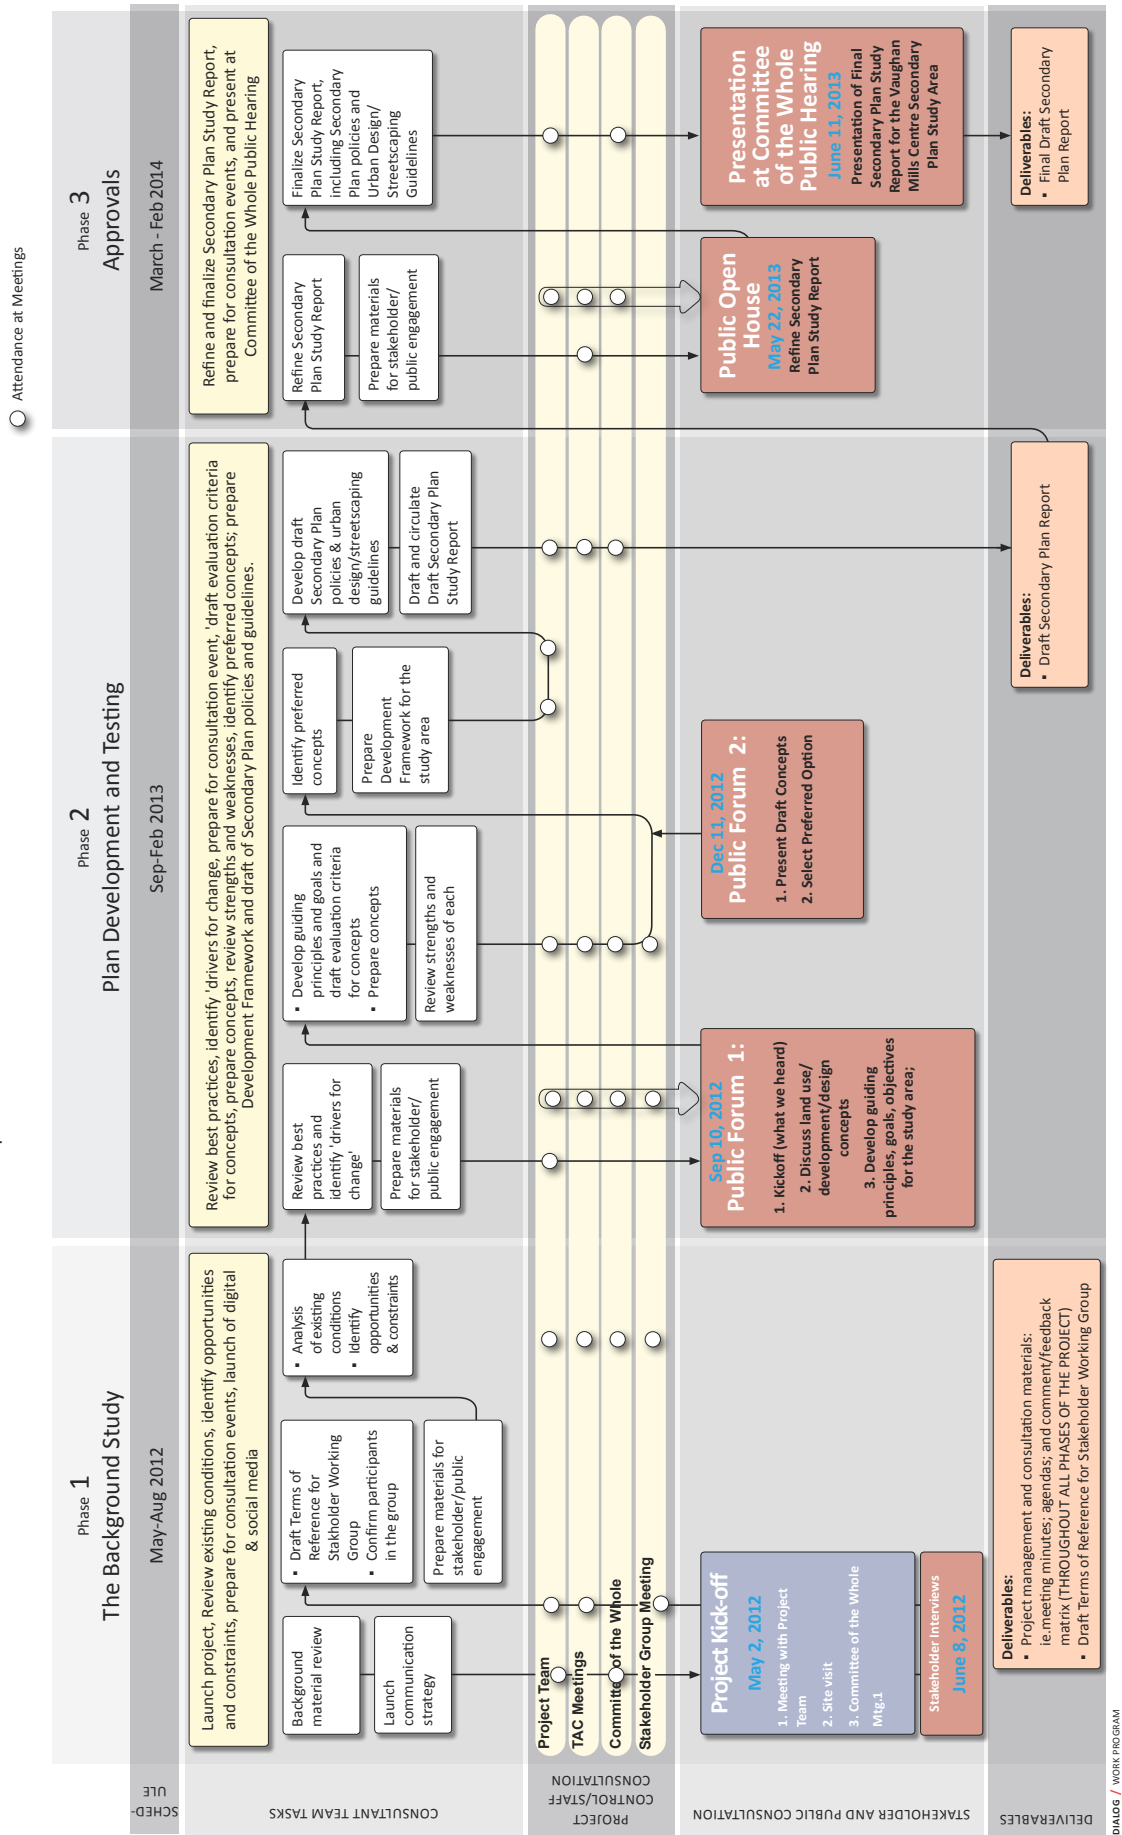 Attendance at Meetings
Phase 1
The Background Study
Phase 2
Plan Development and Testing
Phase 3
Approvals
SCHED-
ULE
May-Aug 2012
Sep-Feb 2013
March - Feb 2014
CONSULTANT TEAM TASKS
Launch project, Review existing conditions, identify opportunities
and constraints, prepare for consultation events, launch of digital
& social media
Review best practices, identify 'drivers for change, prepare for consultation event, 'draft evaluation criteria
for concepts, prepare concepts, review strengths and weaknesses, identify preferred concepts; prepare
Development Framework and draft of Secondary Plan policies and guidelines.
Refine and finalize Secondary Plan Study Report,
prepare for consultation events, and present at
Committee of the Whole Public Hearing
Background
material review
Launch
communication
strategy
▪ Draft Terms of
Reference for
Stakholder Working
Group
▪ Confirm participants
in the group
Prepare materials for
stakeholder/public
engagement
▪ Analysis
of existing
conditions
▪ Identify
opportunities
& constraints
Review best
practices and
identify 'drivers for
change'
Prepare materials
for stakeholder/
public engagement
▪ Develop guiding
principles and goals and
draft evaluation criteria
for concepts
▪ Prepare concepts
Review strengths and
weaknesses of each
Identify preferred
concepts
Prepare
Development
Framework for the
study area
Develop draft
Secondary Plan
policies & urban
design/streetscaping
guidelines
Draft and circulate
Draft Secondary Plan
Study Report
Refine Secondary
Plan Study Report
Prepare materials
for stakeholder/
public engagement
Finalize Secondary
Plan Study Report,
including Secondary
Plan policies and
Urban Design/
Streetscaping
Guidelines
PROJECT
CONTROL/STAFF
CONSULTATION
Project Team
TAC Meetings
Committee of the Whole
Stakeholder Group Meeting
STAKEHOLDER AND PUBLIC CONSULTATION
Project Kick-off
May 2, 2012
1. Meeting with Project
Team
2. Site visit
3. Committee of the Whole
Mtg.1
Stakeholder Interviews
June 8, 2012
Sep 10, 2012
Public Forum 1:
1. Kickoff (what we heard)
2. Discuss land use/
development/design
concepts
3. Develop guiding
principles, goals, objectives
for the study area;
Dec 11, 2012
Public Forum 2:
1. Present Draft Concepts
2. Select Preferred Option
Public Open
House
May 22, 2013
Refine Secondary
Plan Study Report
Presentation
at Committee
of the Whole
Public Hearing
June 11, 2013
Presentation of Final
Secondary Plan Study
Report for the Vaughan
Mills Centre Secondary
Plan Study Area
DELIVERABLES
Deliverables:
▪ Project management and consultation materials:
ie.meeting minutes; agendas; and comment/feedback
matrix (THROUGHOUT ALL PHASES OF THE PROJECT)
▪ Draft Terms of Reference for Stakeholder Working Group
Deliverables:
▪ Draft Secondary Plan Report
Deliverables:
▪ Final Draft Secondary
Plan Report
DIALOG / WORK PROGRAM